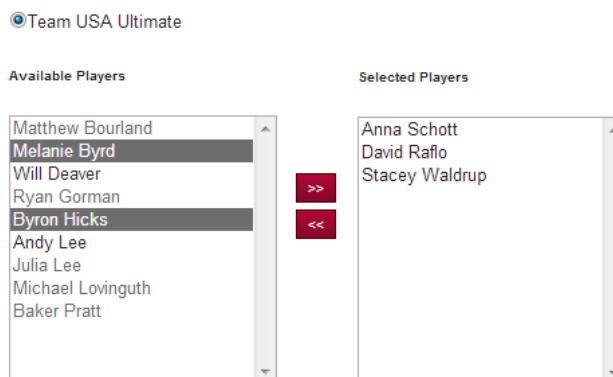 Team USA Ultimate
Available Players
Selected Players
Matthew Bourland
Melanie Byrd
Will Deaver
Ryan Gorman
Byron Hicks
Andy Lee
Julia Lee
Michael Lovinguth
Baker Pratt
>>
<<
Anna Schott
David Raflo
Stacey Waldrup